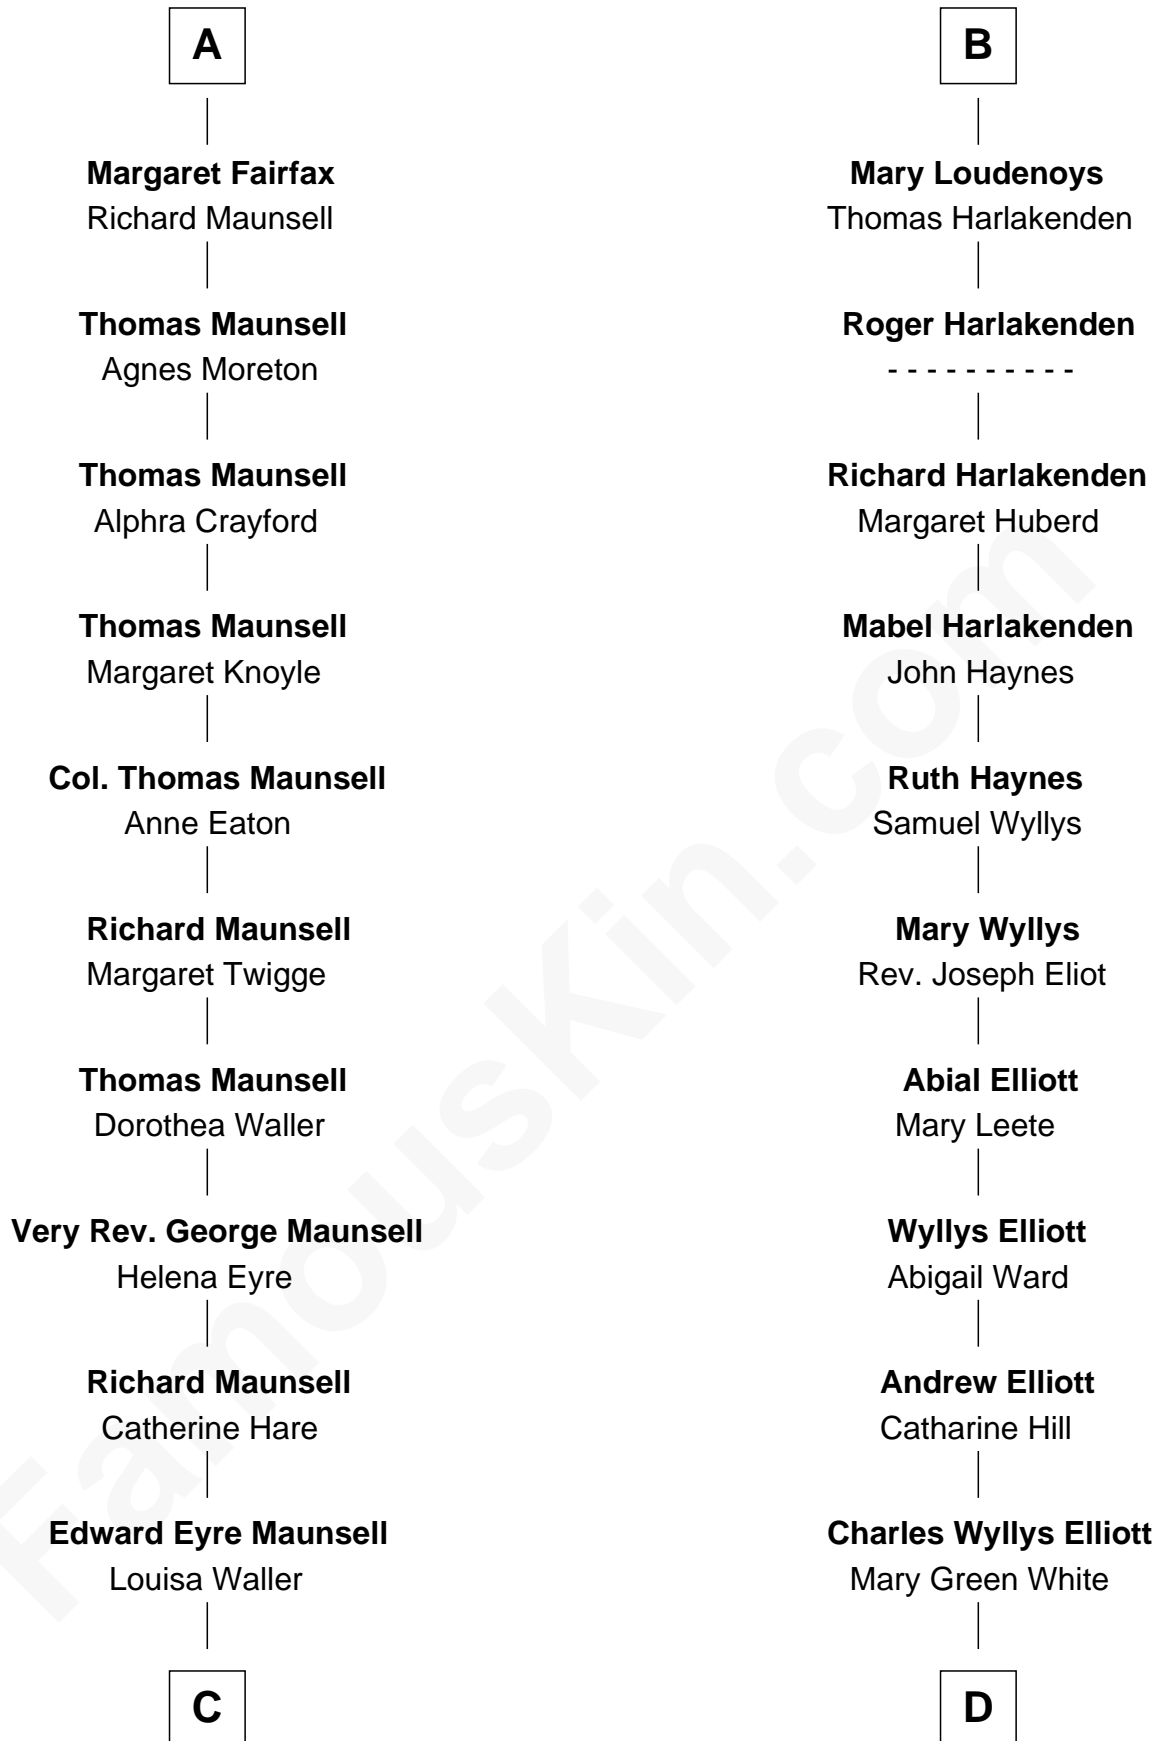 A
Margaret Fairfax
Richard Maunsell
Thomas Maunsell
Agnes Moreton
Thomas Maunsell
Alphra Crayford
Thomas Maunsell
Margaret Knoyle
Col. Thomas Maunsell
Anne Eaton
Richard Maunsell
Margaret Twigge
Thomas Maunsell
Dorothea Waller
Very Rev. George Maunsell
Helena Eyre
Richard Maunsell
Catherine Hare
Edward Eyre Maunsell
Louisa Waller
C
B
Mary Loudenoys
Thomas Harlakenden
Roger Harlakenden
- - - - - - - - - -
Richard Harlakenden
Margaret Huberd
Mabel Harlakenden
John Haynes
Ruth Haynes
Samuel Wyllys
Mary Wyllys
Rev. Joseph Eliot
Abial Elliott
Mary Leete
Wyllys Elliott
Abigail Ward
Andrew Elliott
Catharine Hill
Charles Wyllys Elliott
Mary Green White
D
FamousKin.com